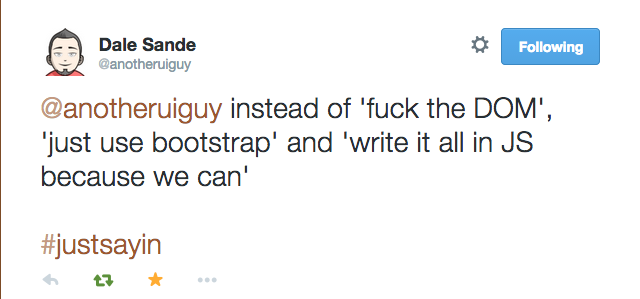 Dale Sande
@anotheruiguy
Following
@anotheruiguy instead of 'fuck the DOM',
'just use bootstrap' and 'write it all in JS
because we can'
#justsayin